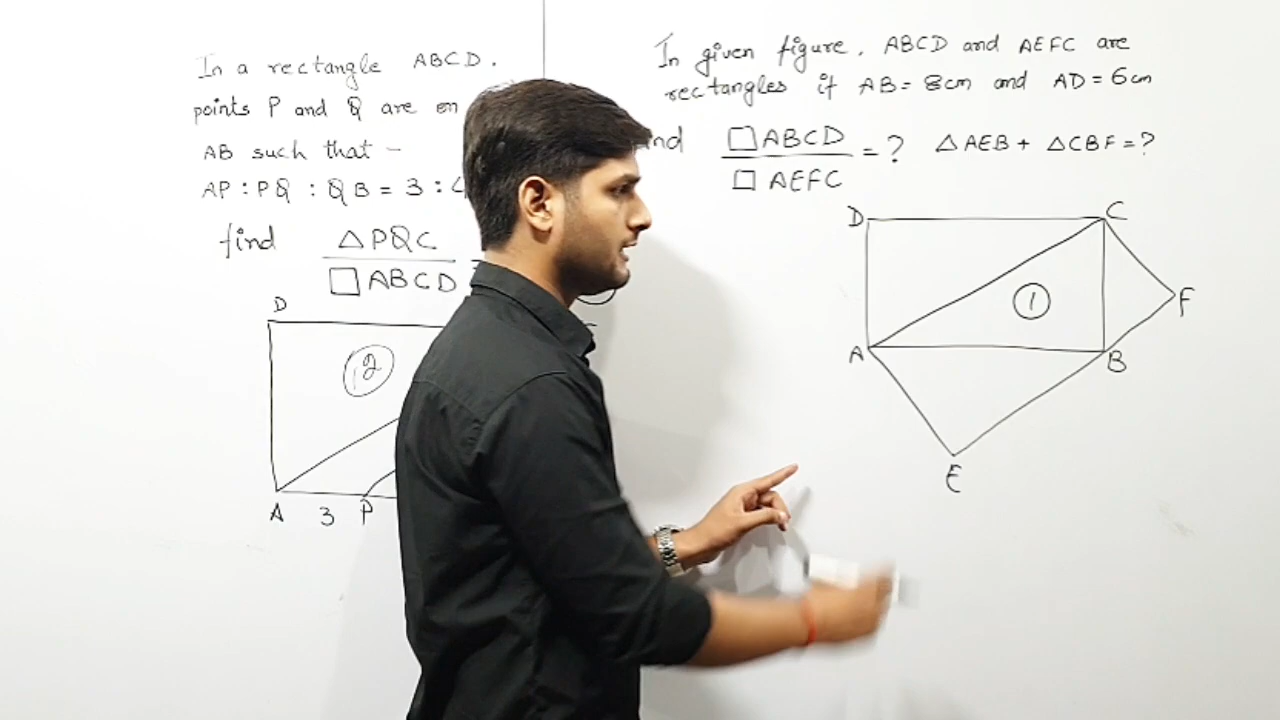 In a rectangle ABCD.
points P and Q are on
AB such that -
AP : PQ : QB = 3 :
find △PQC
□ABCD
D
②
A 3 P
In given figure, ABCD and AEFC are
rectangles if AB = 8cm and AD = 6cm
□ABCD = ? △AEB + △CBF = ?
□ AEFC
D C
①
F
A B
E